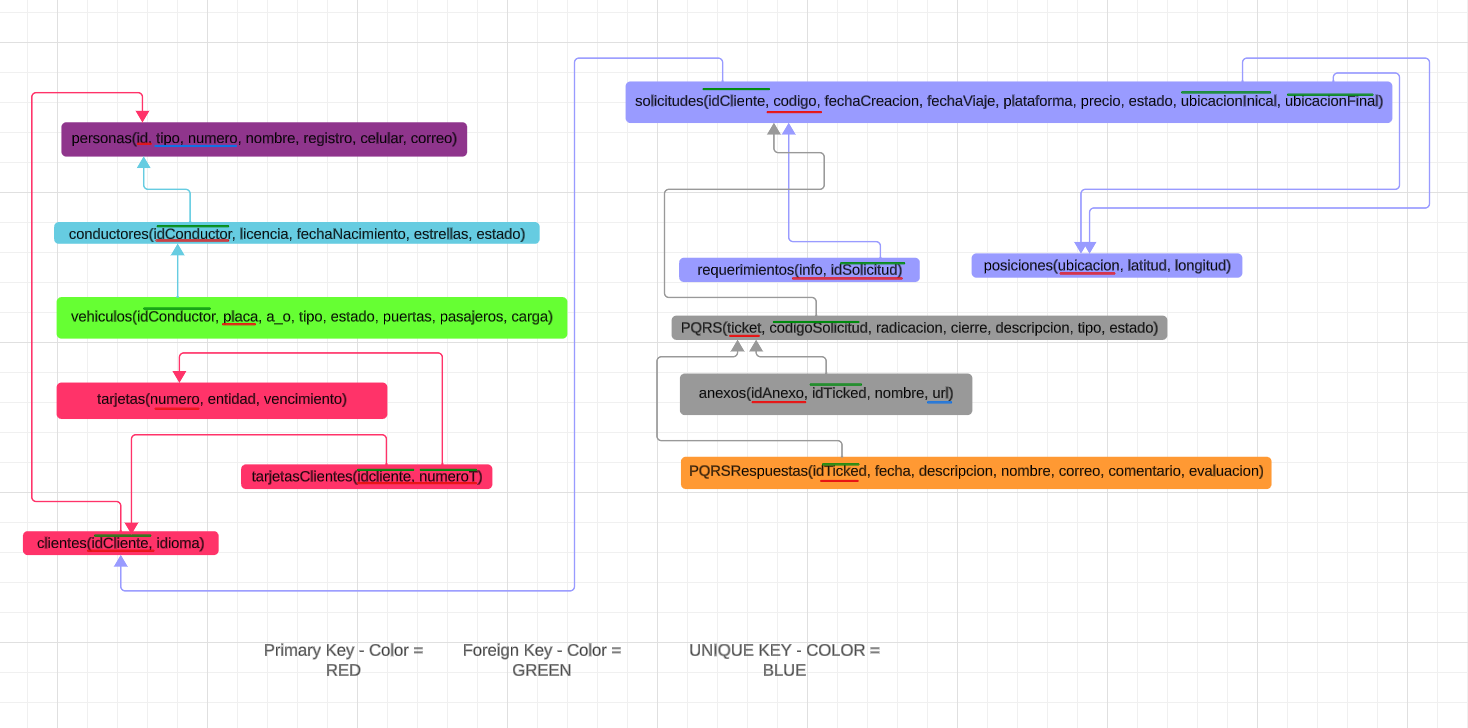 solicitudes(idCliente, codigo, fechaCreacion, fechaViaje, plataforma, precio, estado, ubicacionInical, ubicacionFinal)
personas(id, tipo, numero, nombre, registro, celular, correo)
conductores(idConductor, licencia, fechaNacimiento, estrellas, estado)
requerimientos(info, idSolicitud)
posiciones(ubicacion, latitud, longitud)
vehiculos(idConductor, placa, a_o, tipo, estado, puertas, pasajeros, carga)
PQRS(ticket, codigoSolicitud, radicacion, cierre, descripcion, tipo, estado)
tarjetas(numero, entidad, vencimiento)
anexos(idAnexo, idTicked, nombre, url)
tarjetasClientes(idcliente, numeroT)
PQRSRespuestas(idTicked, fecha, descripcion, nombre, correo, comentario, evaluacion)
clientes(idCliente, idioma)
Primary Key - Color =
RED
Foreign Key - Color =
GREEN
UNIQUE KEY - COLOR =
BLUE